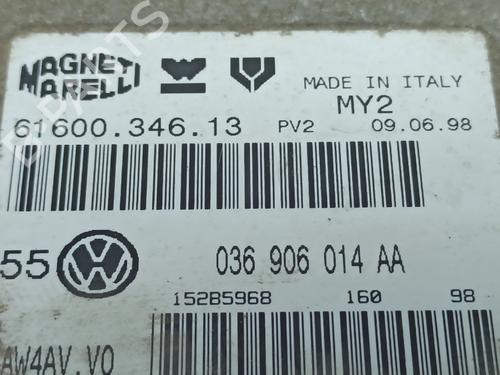 MAGNETI
MARELLI
MADE IN ITALY
MY2
61600.346.13
PV2
09.06.98
55
036 906 014 AA
152B5968
160
98
AW4AV.V0